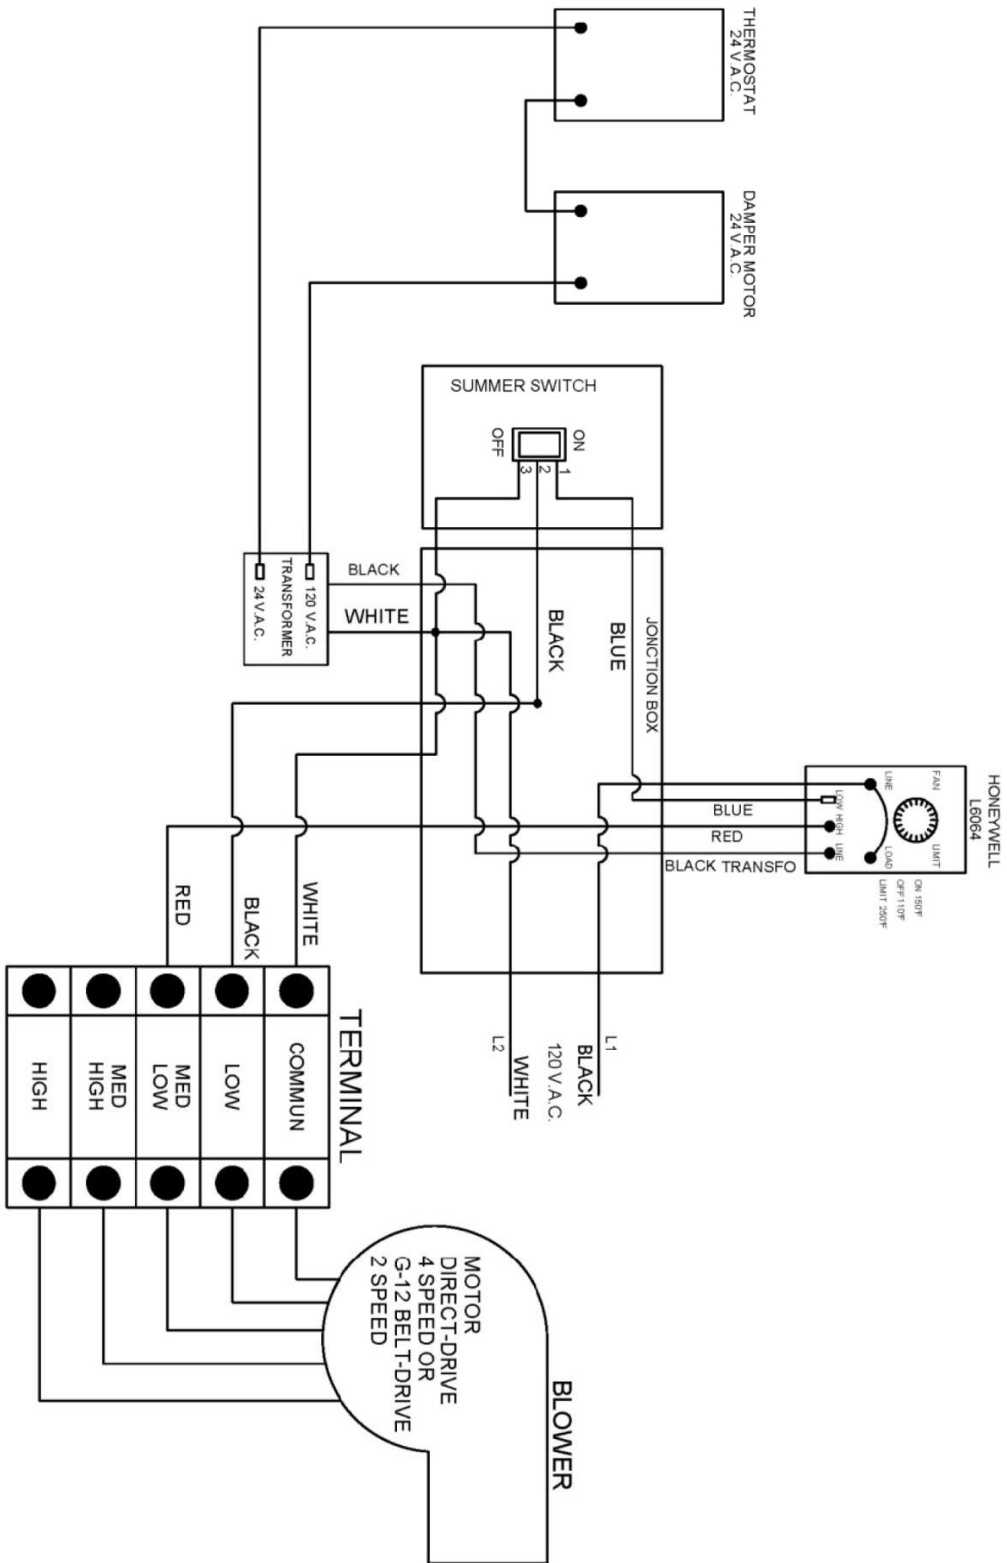 THERMOSTAT
24 V.A.C.
DAMPER MOTOR
24 V.A.C.
SUMMER SWITCH
ON
OFF
1
2
3
TRANSFORMER
120 V.A.C.
24 V.A.C.
BLACK
WHITE
JONCTION BOX
BLUE
BLACK
HONEYWELL
L6064
FAN
LIMIT
LINE
LOAD
LOW
HIGH
LINE
ON 150°F
OFF 110°F
LIMIT 250°F
BLUE
RED
BLACK TRANSFO
L1
BLACK
120 V.A.C.
L2
WHITE
WHITE
BLACK
RED
TERMINAL
COMMUN
LOW
MED
LOW
MED
HIGH
HIGH
BLOWER
MOTOR
DIRECT-DRIVE
4 SPEED OR
G-12 BELT-DRIVE
2 SPEED